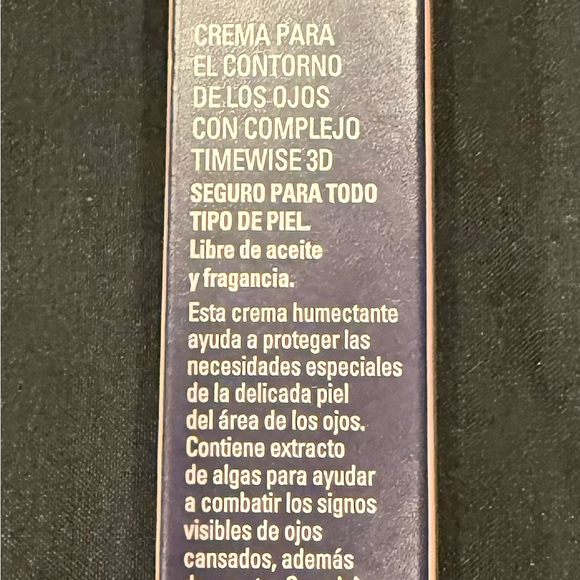 CREMA PARA
EL CONTORNO
DE LOS OJOS
CON COMPLEJO
TIMEWISE 3D
SEGURO PARA TODO
TIPO DE PIEL.
Libre de aceite
y fragancia.
Esta crema humectante
ayuda a proteger las
necesidades especiales
de la delicada piel
del área de los ojos.
Contiene extracto
de algas para ayudar
a combatir los signos
visibles de ojos
cansados, además